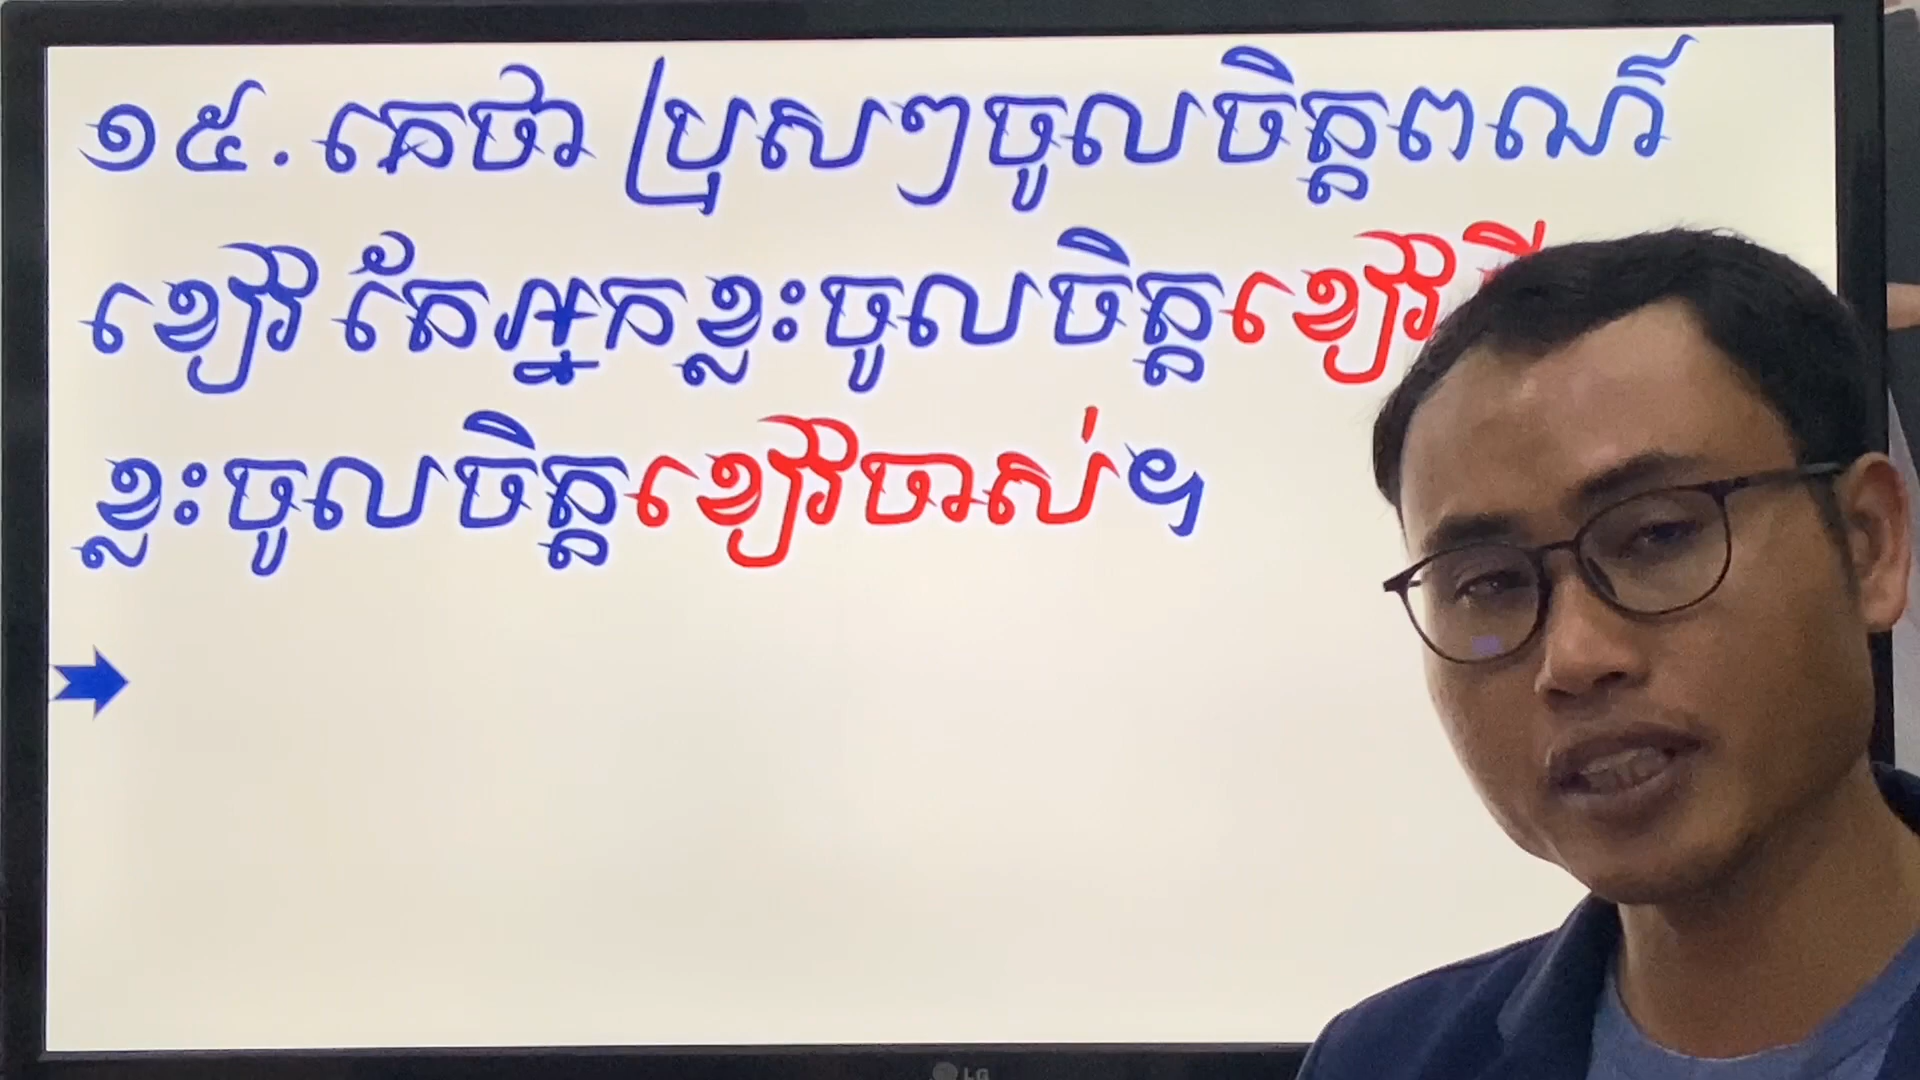 ១៥. គេថា ប្រុសៗចូលចិត្តពណ៌
ខៀវ តែអ្នកខ្លះចូលចិត្តខៀវ
ខ្លះចូលចិត្តខៀវចាស់។
LG